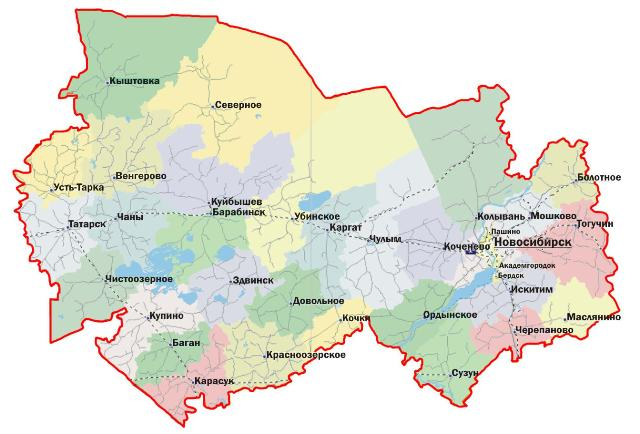 Кыштовка
Северное
Венгерово
Усть-Тарка
Болотное
Куйбышев
Барабинск
Чаны
Убинское
Колывань
Мошково
Татарск
Каргат
Тогучин
Пашино
Чулым
Коченево
Новосибирск
Академгородок
Бердск
Чистоозерное
Здвинск
Искитим
Довольное
Купино
Кочки
Ордынское
Маслянино
Черепаново
Баган
Красноозерское
Карасук
Сузун